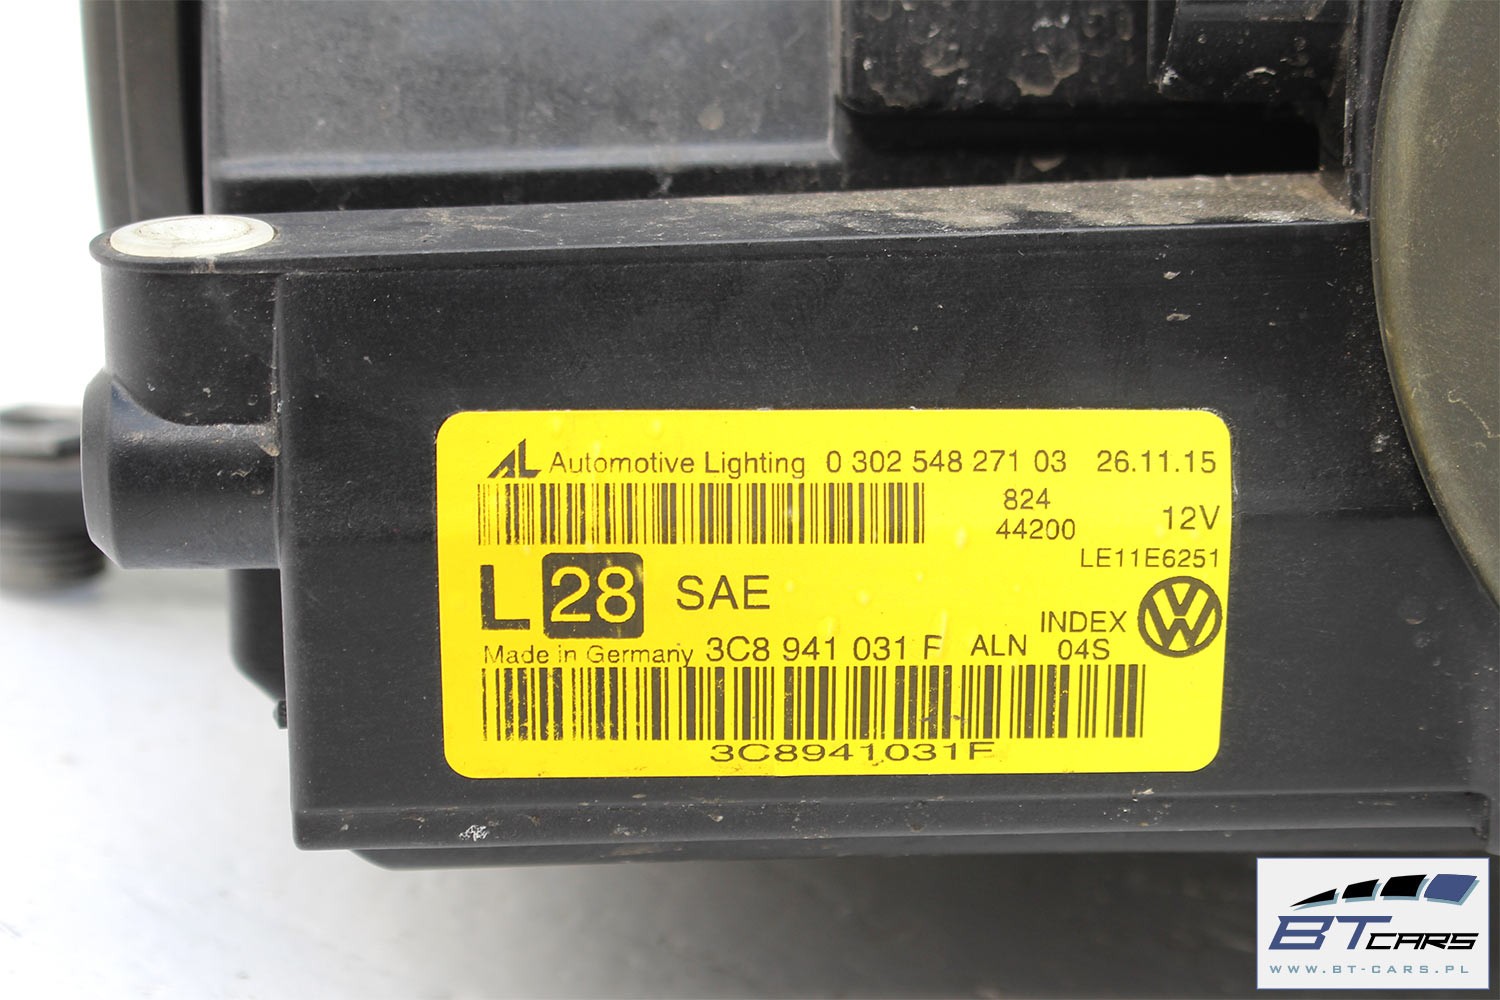 AL Automotive Lighting 0 302 548 271 03 26.11.15
824
44200
12V
LE11E6251
L 28 SAE
INDEX
04S
Made in Germany 3C8 941 031 F ALN
3C8941031F
BT CARS
WWW.BT-CARS.PL